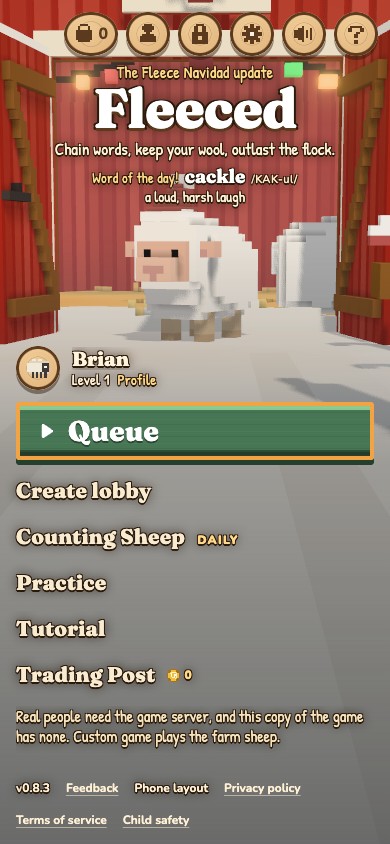 0
The Fleece Navidad update
Fleeced
Chain words, keep your wool, outlast the flock.
Word of the day! cackle /KAK-ul/
a loud, harsh laugh
Brian
Level 1 Profile
Queue
Create lobby
Counting Sheep DAILY
Practice
Tutorial
Trading Post 0
Real people need the game server, and this copy of the game
has none. Custom game plays the farm sheep.
v0.8.3 Feedback Phone layout Privacy policy
Terms of service Child safety